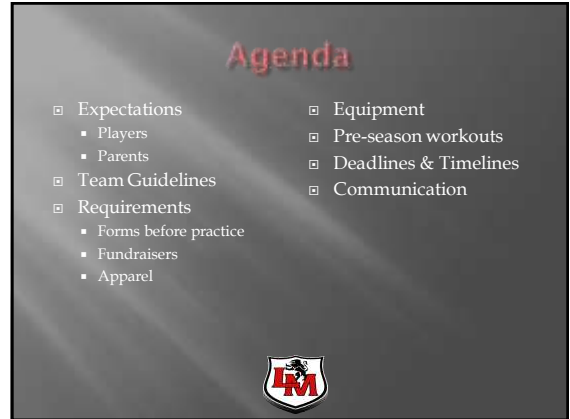 Agenda
Expectations
Players
Parents
Team Guidelines
Requirements
Forms before practice
Fundraisers
Apparel
Equipment
Pre-season workouts
Deadlines & Timelines
Communication
LM